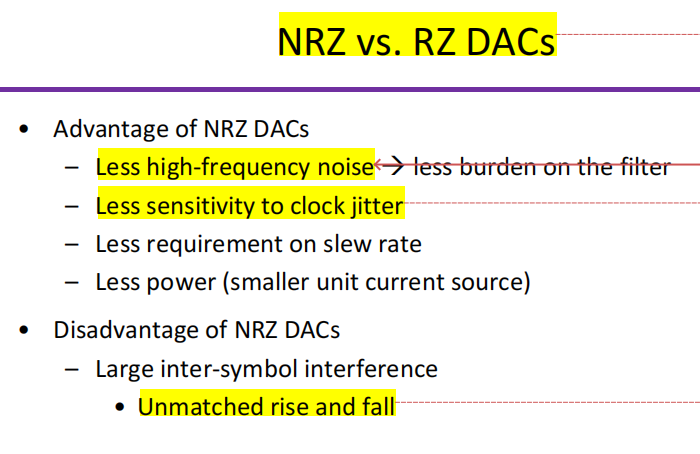 NRZ vs. RZ DACs
• Advantage of NRZ DACs
– Less high-frequency noise → less burden on the filter
– Less sensitivity to clock jitter
– Less requirement on slew rate
– Less power (smaller unit current source)
• Disadvantage of NRZ DACs
– Large inter-symbol interference
• Unmatched rise and fall